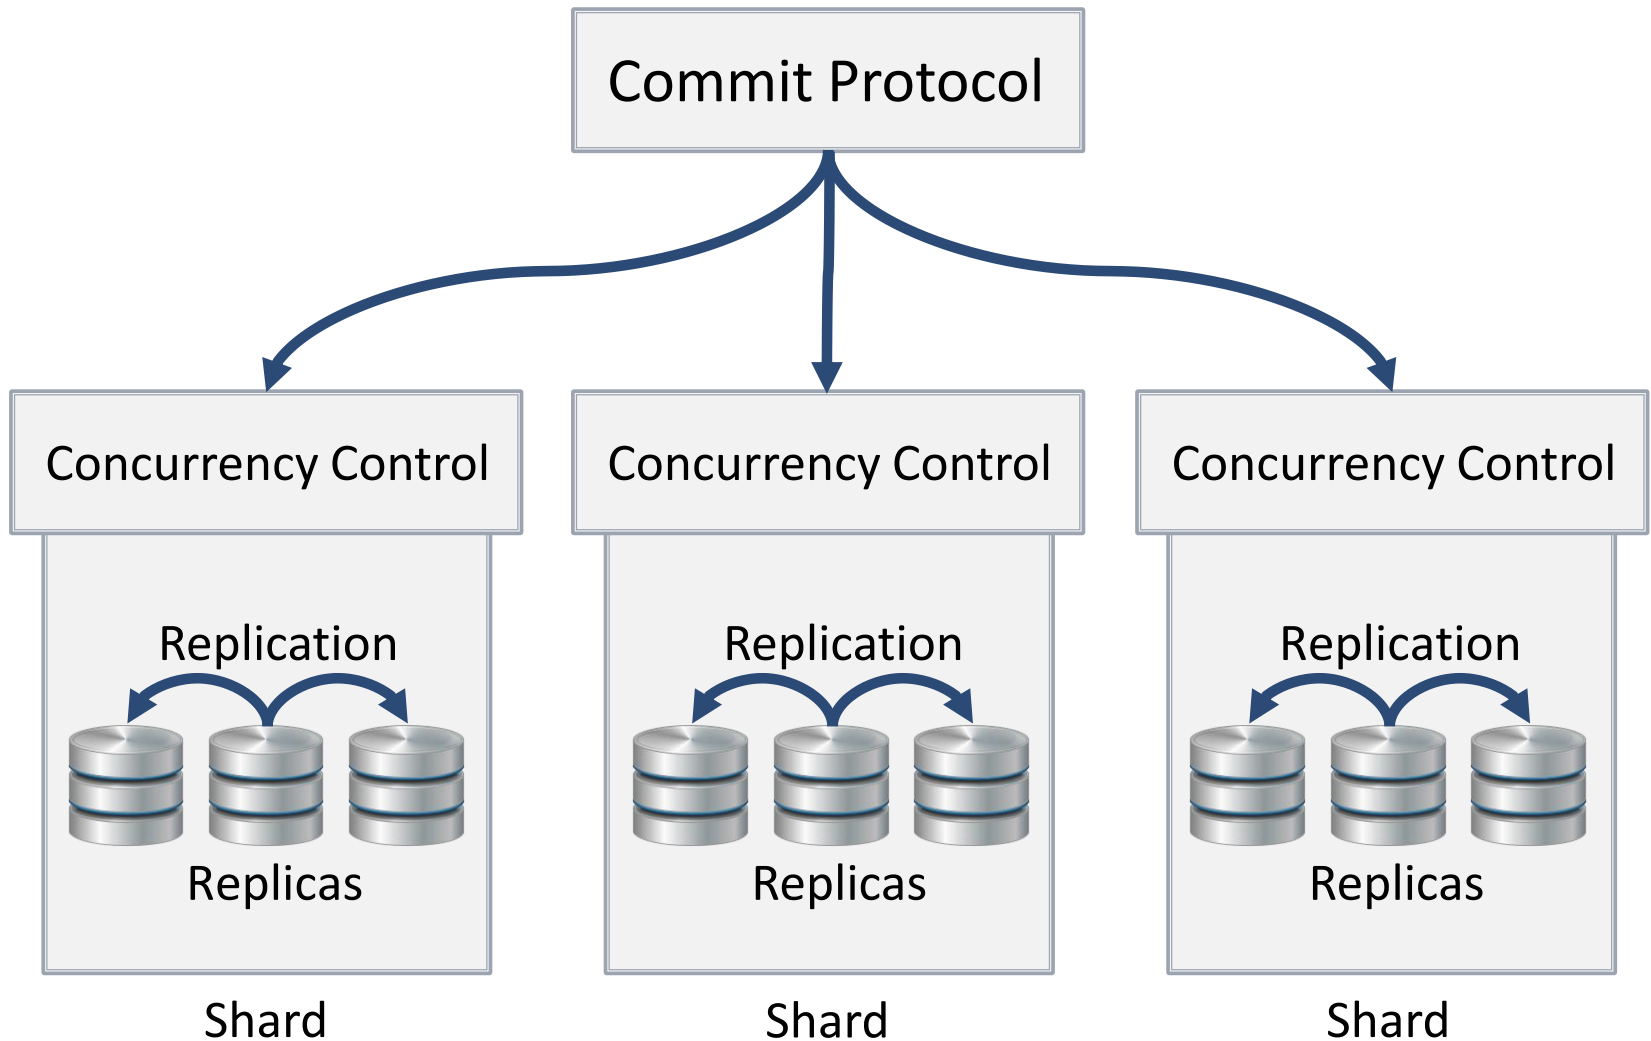 Commit Protocol
Concurrency Control
Concurrency Control
Concurrency Control
Replication
Replication
Replication
Replicas
Replicas
Replicas
Shard
Shard
Shard